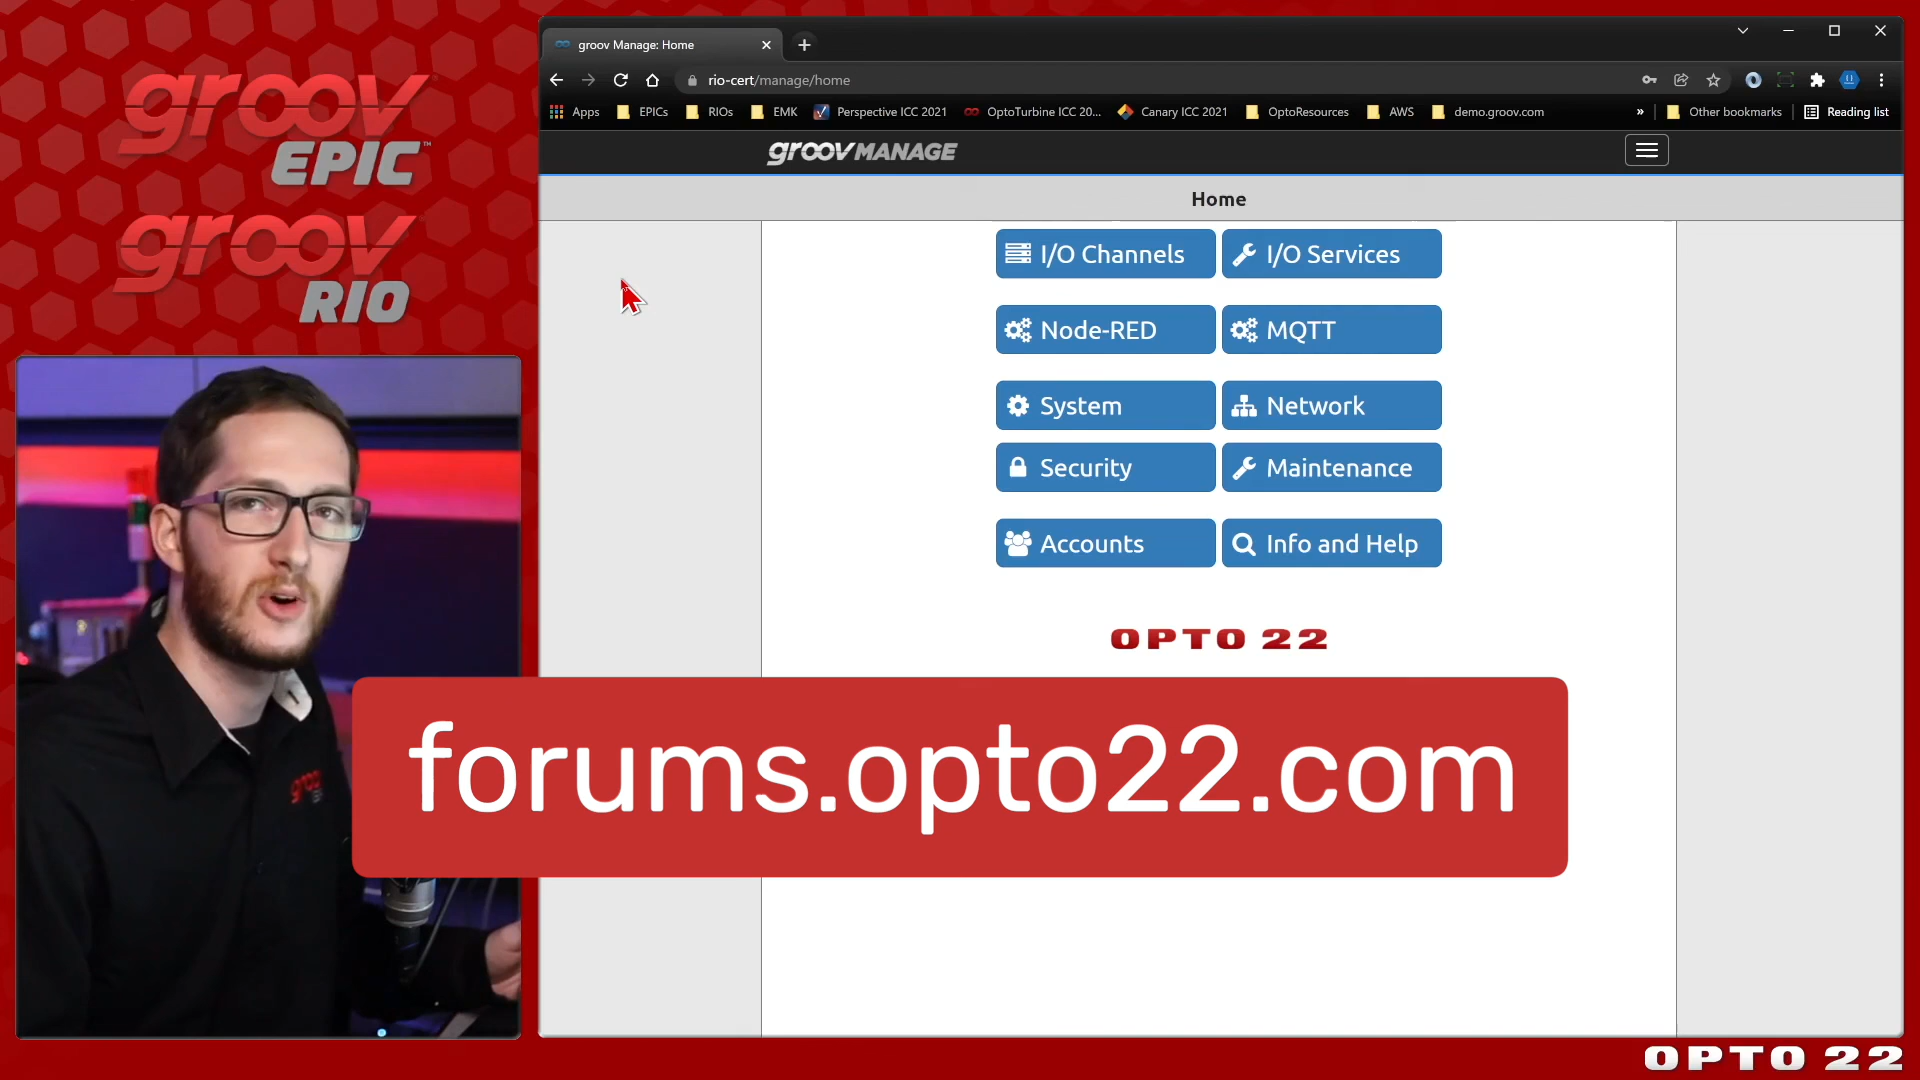 groov
EPIC™
groov
RIO
groov Manage: Home
rio-cert/manage/home
Apps EPICs RIOs EMK Perspective ICC 2021 OptoTurbine ICC 20... Canary ICC 2021 OptoResources AWS demo.groov.com » Other bookmarks Reading list
groov MANAGE
Home
I/O Channels I/O Services
Node-RED MQTT
System Network
Security Maintenance
Accounts Info and Help
OPTO 22
forums.opto22.com
groov
OPTO 22